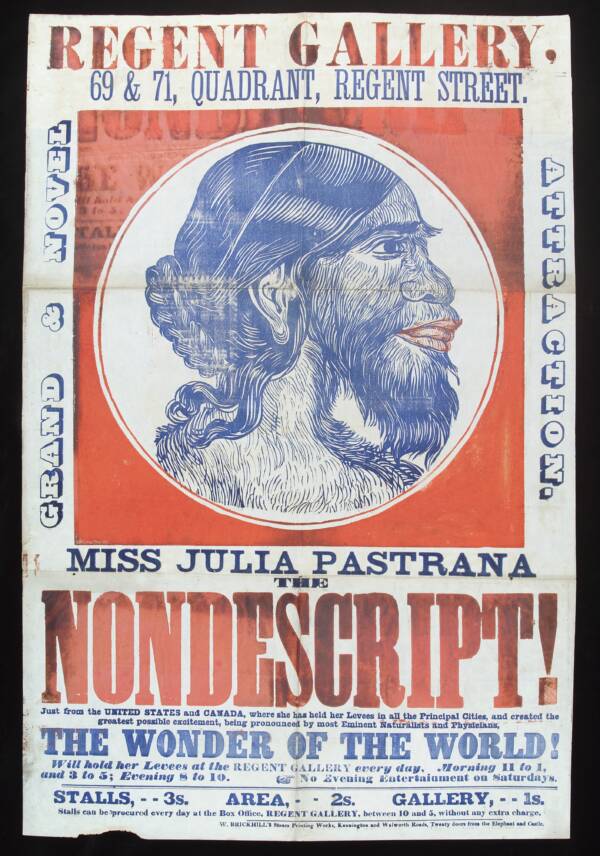 REGENT GALLERY,
69 & 71, QUADRANT, REGENT STREET.
GRAND & NOVEL
ATTRACTION.
MISS JULIA PASTRANA
THE
NONDESCRIPT!
Just from the UNITED STATES and CANADA, where she has held her Levees in all the Principal Cities, and created the
greatest possible excitement, being pronounced by most Eminent Naturalists and Physicians,
THE WONDER OF THE WORLD!
Will hold her Levees at the REGENT GALLERY every day. Morning 11 to 1,
and 3 to 5; Evening 8 to 10. ☞ No Evening Entertainment on Saturdays.
STALLS, - - 3s. AREA, - - 2s. GALLERY, - - 1s.
Stalls can be procured every day at the Box Office, REGENT GALLERY, between 10 and 5, without any extra charge.
W. BRICKHILL'S Steam Printing Works, Kennington and Walworth Roads, Twenty doors from the Elephant and Castle.